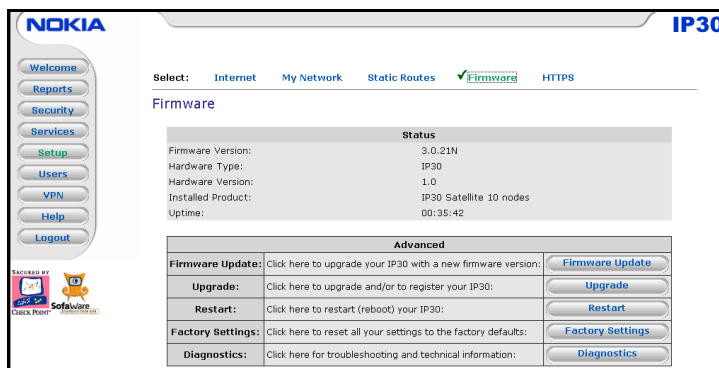 NOKIA
IP30
Welcome
Reports
Security
Services
Setup
Users
VPN
Help
Logout
SECURED BY
CHECK POINT
SofaWare
Select: Internet My Network Static Routes Firmware HTTPS
Firmware
Status
Firmware Version: 3.0.21N
Hardware Type: IP30
Hardware Version: 1.0
Installed Product: IP30 Satellite 10 nodes
Uptime: 00:35:42
Advanced
Firmware Update: Click here to upgrade your IP30 with a new firmware version: Firmware Update
Upgrade: Click here to upgrade and/or to register your IP30: Upgrade
Restart: Click here to restart (reboot) your IP30: Restart
Factory Settings: Click here to reset all your settings to the factory defaults: Factory Settings
Diagnostics: Click here for troubleshooting and technical information: Diagnostics